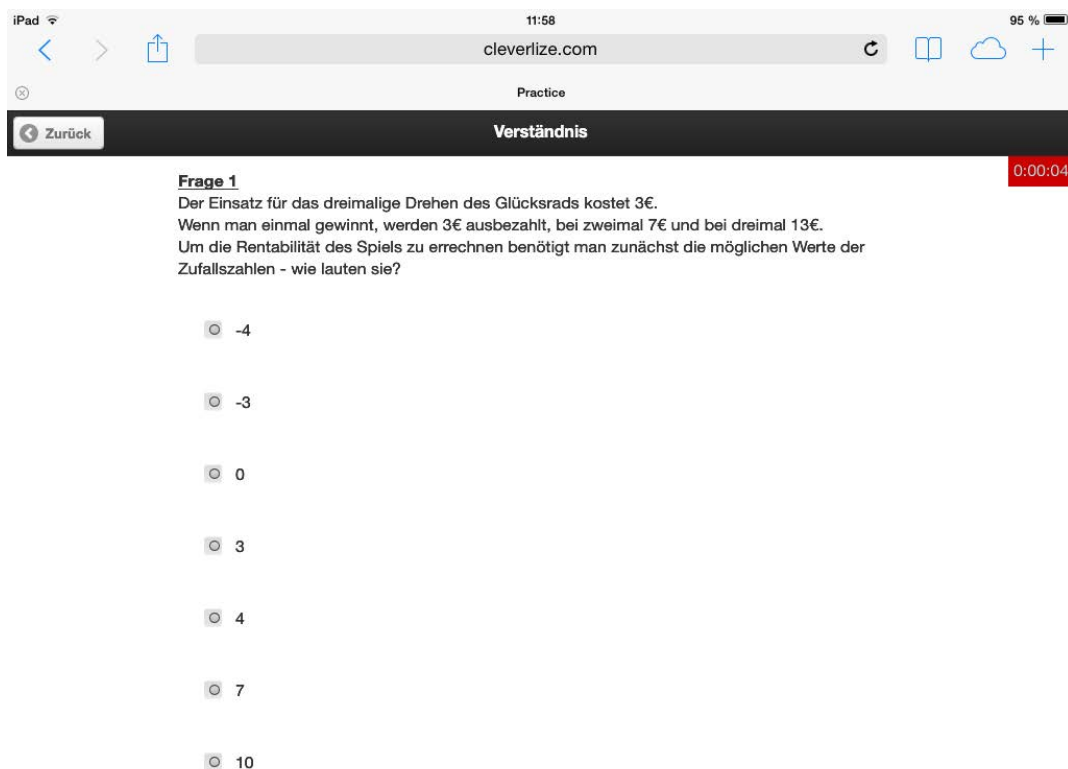 iPad 11:58 95 %
cleverlize.com
Practice
Zurück Verständnis
0:00:04
Frage 1
Der Einsatz für das dreimalige Drehen des Glücksrads kostet 3€.
Wenn man einmal gewinnt, werden 3€ ausbezahlt, bei zweimal 7€ und bei dreimal 13€.
Um die Rentabilität des Spiels zu errechnen benötigt man zunächst die möglichen Werte der
Zufallszahlen - wie lauten sie?
-4
-3
0
3
4
7
10